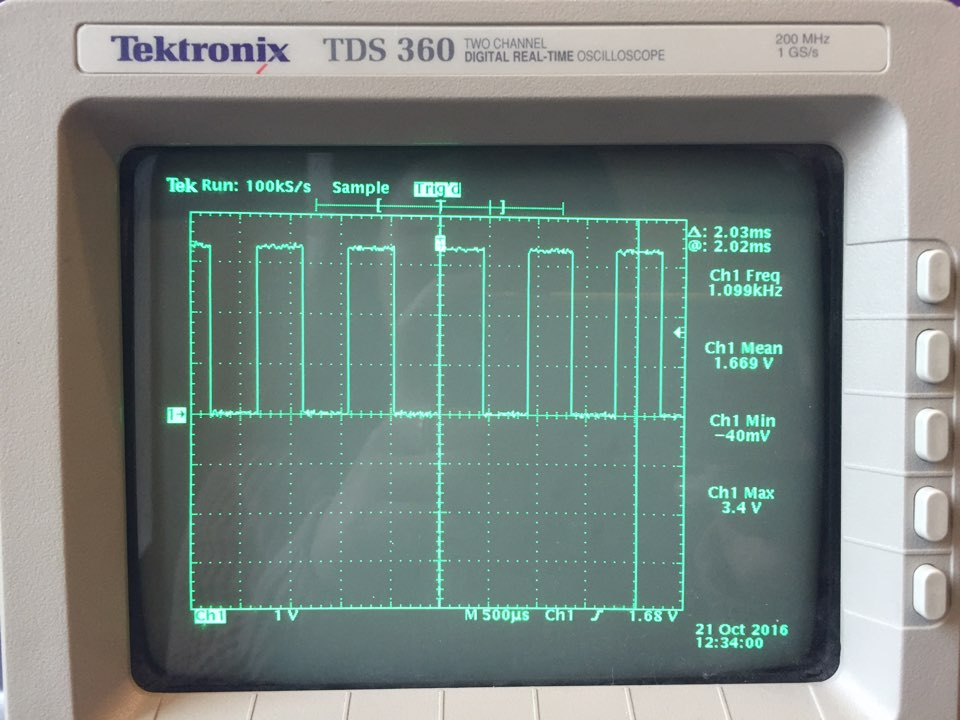 Tektronix TDS 360 TWO CHANNEL
DIGITAL REAL-TIME OSCILLOSCOPE
200 MHz
1 GS/s
Tek Run: 100kS/s Sample Trig'd
Δ: 2.03ms
@: 2.02ms
Ch1 Freq
1.099kHz
Ch1 Mean
1.669 V
Ch1 Min
-40mV
Ch1 Max
3.4 V
1→
Ch1 1 V M 500µs Ch1 1.68 V
21 Oct 2016
12:34:00